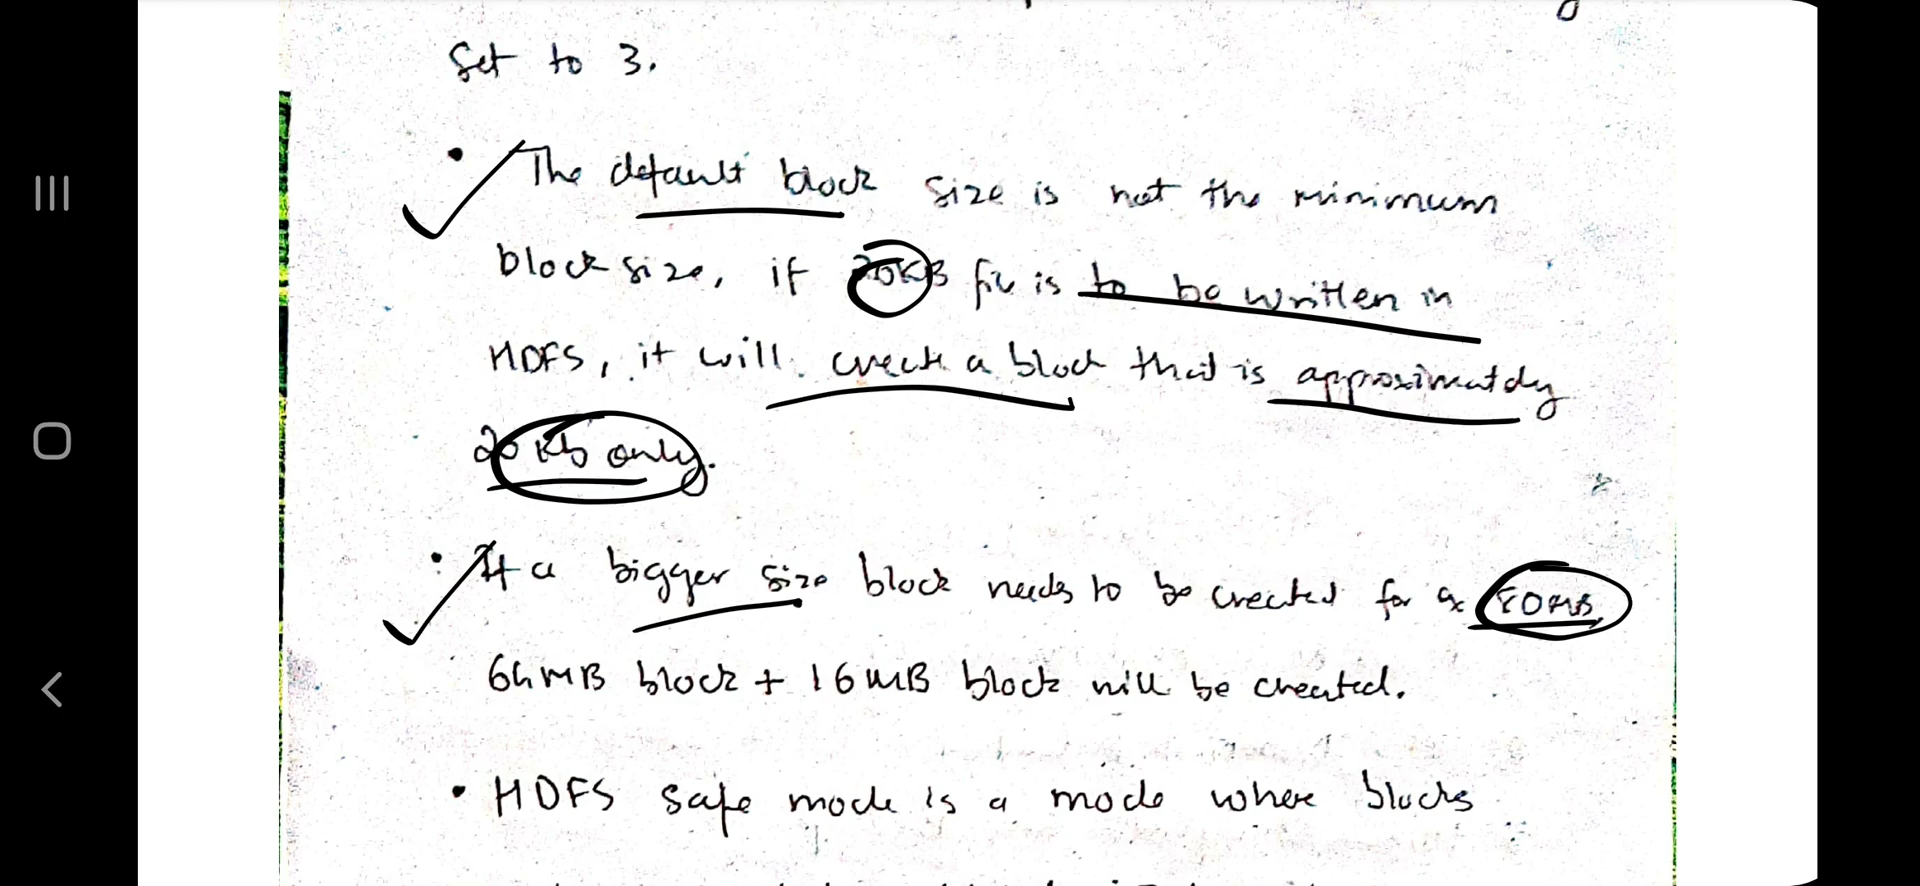 Set to 3.
• The default block size is not the minimum
block size, if 20KB file is to be written in
HDFS, it will create a block that is approximately
20 Kb only.
• If a bigger size block needs to be created for a 80MB
64MB block + 16MB block will be created.
• HDFS safe mode is a mode where blocks